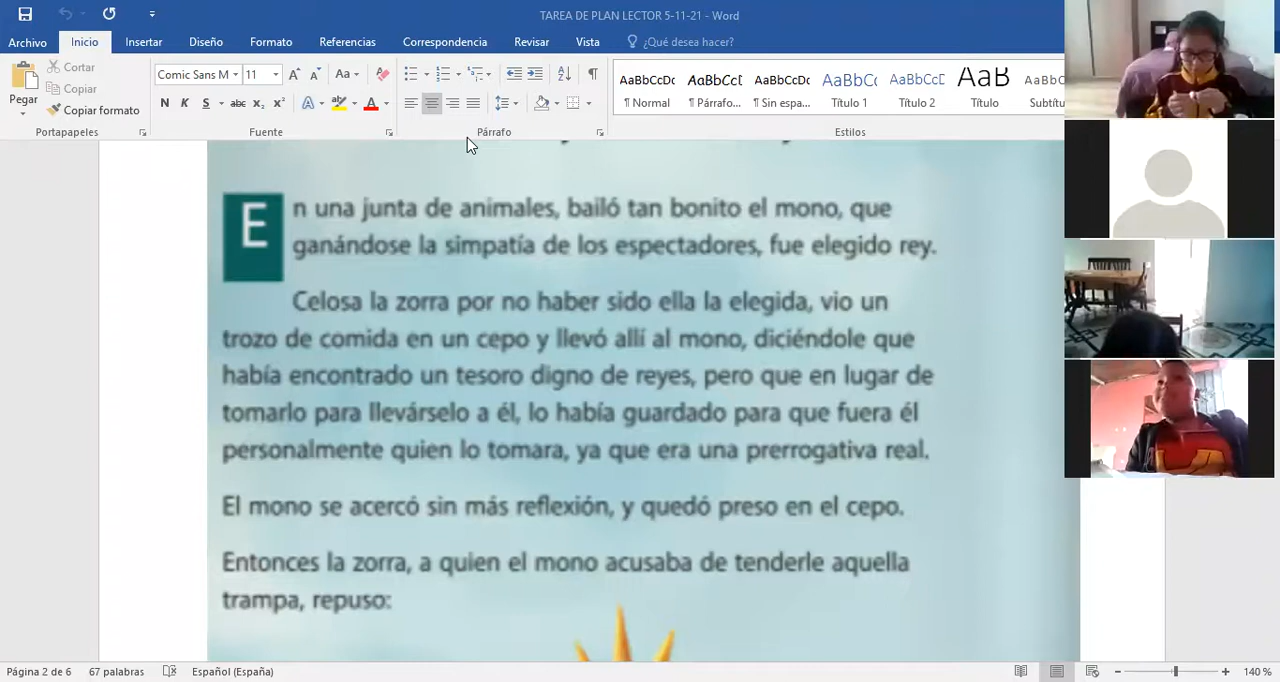 TAREA DE PLAN LECTOR 5-11-21 - Word
Archivo Inicio Insertar Diseño Formato Referencias Correspondencia Revisar Vista ¿Qué desea hacer?
Pegar
Cortar
Copiar
Copiar formato
Portapapeles
Comic Sans M 11
N K S abc x₂ x²
Fuente
Párrafo
AaBbCcDc AaBbCcL AaBbCcDc AaBbC AaBbCcC AaB AaBbC
¶ Normal ¶ Párrafo... ¶ Sin espa... Título 1 Título 2 Título Subtítu
Estilos
En una junta de animales, bailó tan bonito el mono, que
ganándose la simpatía de los espectadores, fue elegido rey.
Celosa la zorra por no haber sido ella la elegida, vio un
trozo de comida en un cepo y llevó allí al mono, diciéndole que
había encontrado un tesoro digno de reyes, pero que en lugar de
tomarlo para llevárselo a él, lo había guardado para que fuera él
personalmente quien lo tomara, ya que era una prerrogativa real.
El mono se acercó sin más reflexión, y quedó preso en el cepo.
Entonces la zorra, a quien el mono acusaba de tenderle aquella
trampa, repuso:
Página 2 de 6 67 palabras Español (España) 140 %